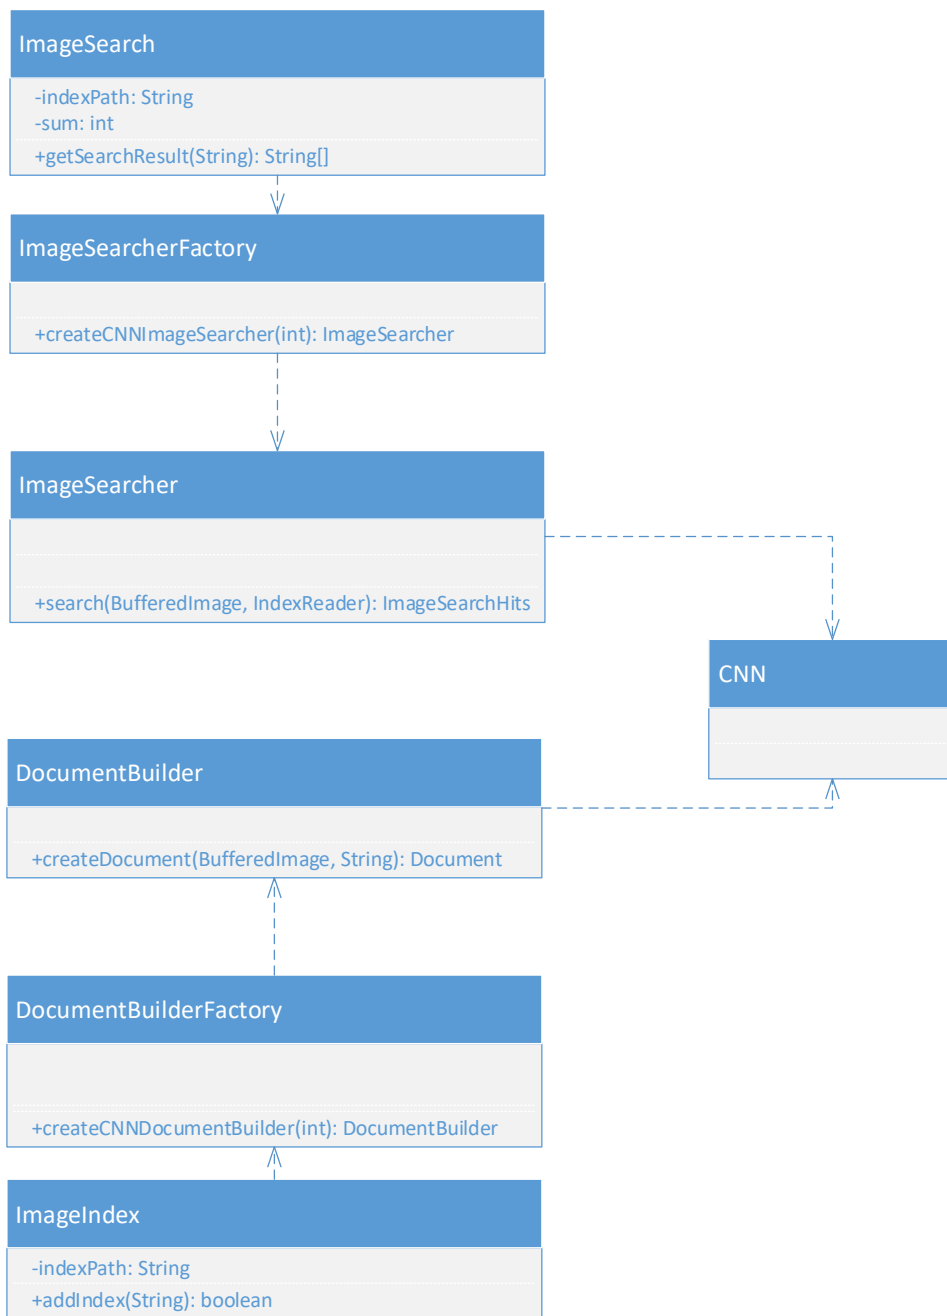 ImageSearch
-indexPath: String
-sum: int
+getSearchResult(String): String[]
ImageSearcherFactory
+createCNNImageSearcher(int): ImageSearcher
ImageSearcher
+search(BufferedImage, IndexReader): ImageSearchHits
CNN
DocumentBuilder
+createDocument(BufferedImage, String): Document
DocumentBuilderFactory
+createCNNDocumentBuilder(int): DocumentBuilder
ImageIndex
-indexPath: String
+addIndex(String): boolean